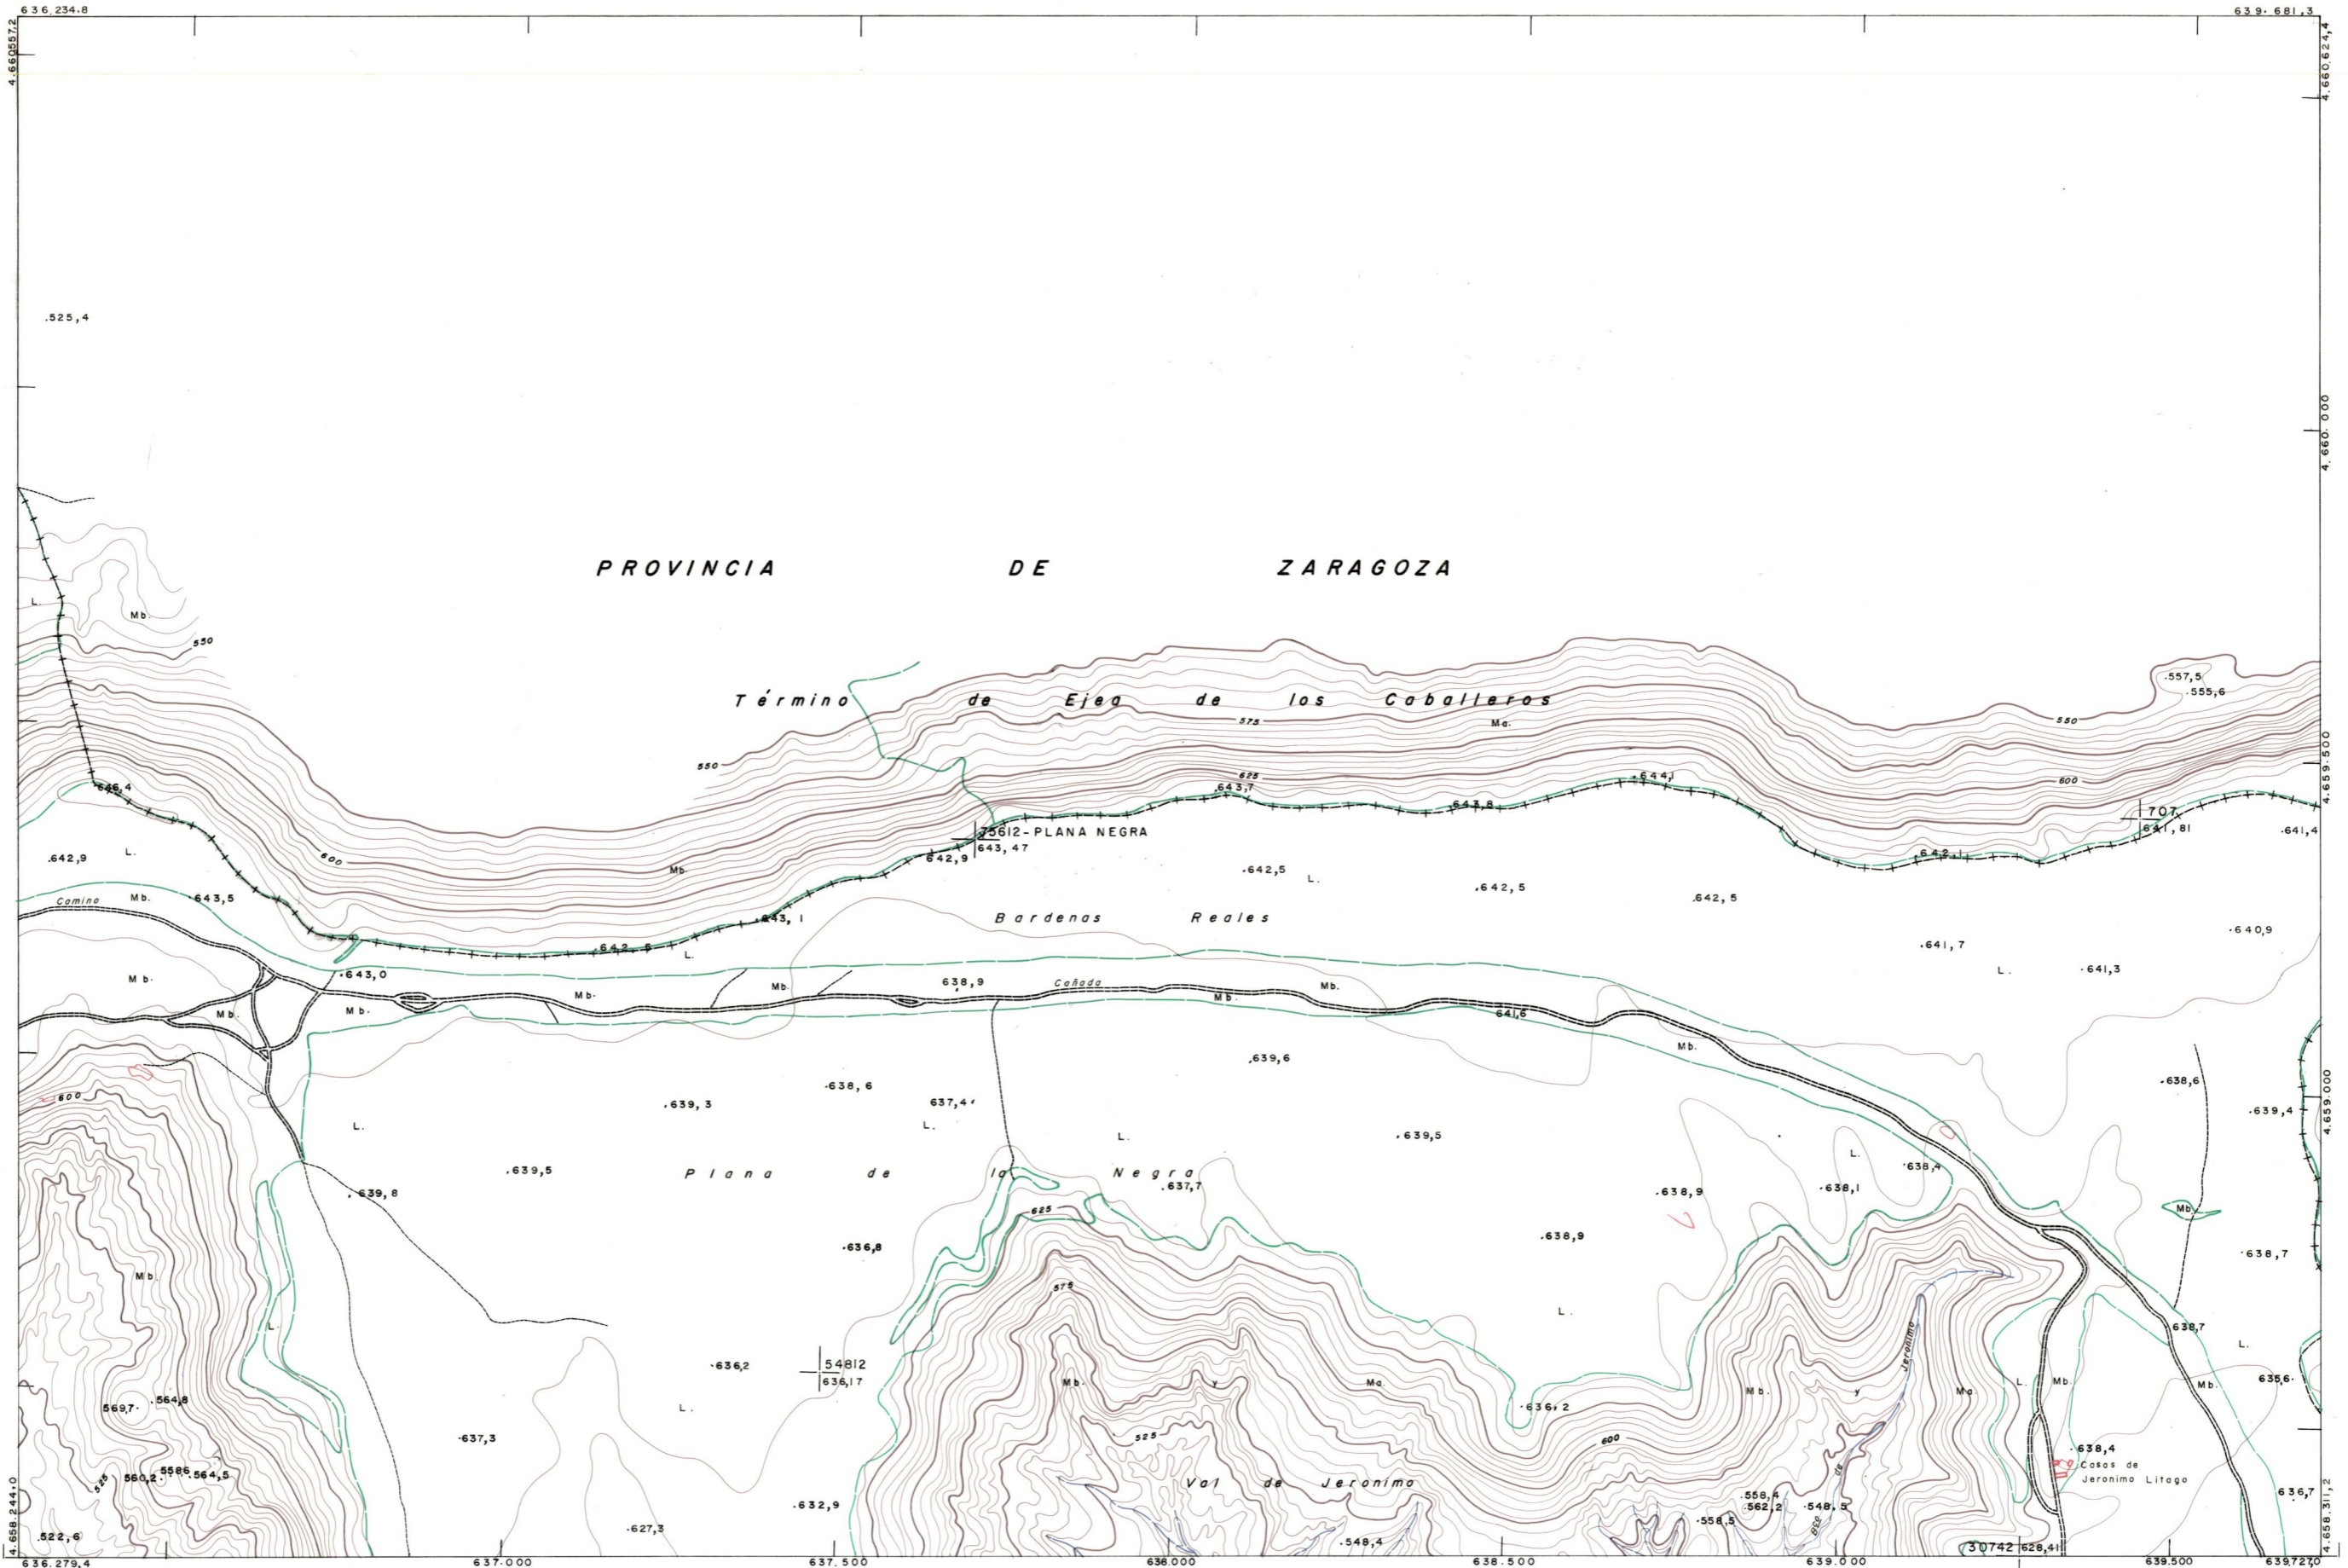 636.234.8
639.681,3
4.660557,2
4.660.624,4
.525,4
4.660.000
PROVINCIA DE ZARAGOZA
L.
Mb.
550
Término de Ejea de los Caballeros
.557,5
.555,6
575
Ma.
550
550
625
600
4.659.500
.646,4
.643,7
.644,1
.643,8
707
641,81
.641,4
75612-PLANA NEGRA
643,47
642,9
.642,9
L.
600
Mb.
.642,5
L.
.642,5
.642,5
.642,1
Camino
Mb.
.643,5
.643,1
Bardenas Reales
.642,5
L.
.641,7
.640,9
L.
.641,3
Mb.
.643,0
Mb.
Mb.
638,9
Cañada
Mb.
Mb.
Mb.
Mb.
641,6
Mb.
.639,6
.638,6
.638,6
600
.639,3
637,4.
.639,4
4.659.000
L.
L.
L.
.639,5
L.
.638,4
.639,5
Plana de la Negra
.637,7
.639,8
.638,9
.638,1
625
Mb.
.636,8
.638,9
.638,7
Mb.
575
L.
L.
Jeronimo
638,7
L.
.636,2
54812
636,17
Mb. y Ma.
Mb. y Ma.
L.
Mb.
Mb.
635,6.
569,7.
.564,8
L.
.636,2
.637,3
525
600
.638,4
525
560,2.
558,6
.564,5
Val de Jeronimo
de
Casas de
Jeronimo Litago
.632,9
.558,4
.562,2
.548,5
636,7
.522,6
.627,3
.548,4
.558,5
538
30742
628,41
4.658.244,0
4.658.311,2
636.279,4
637.000
637.500
638.000
638.500
639.000
639.500
639,727,0